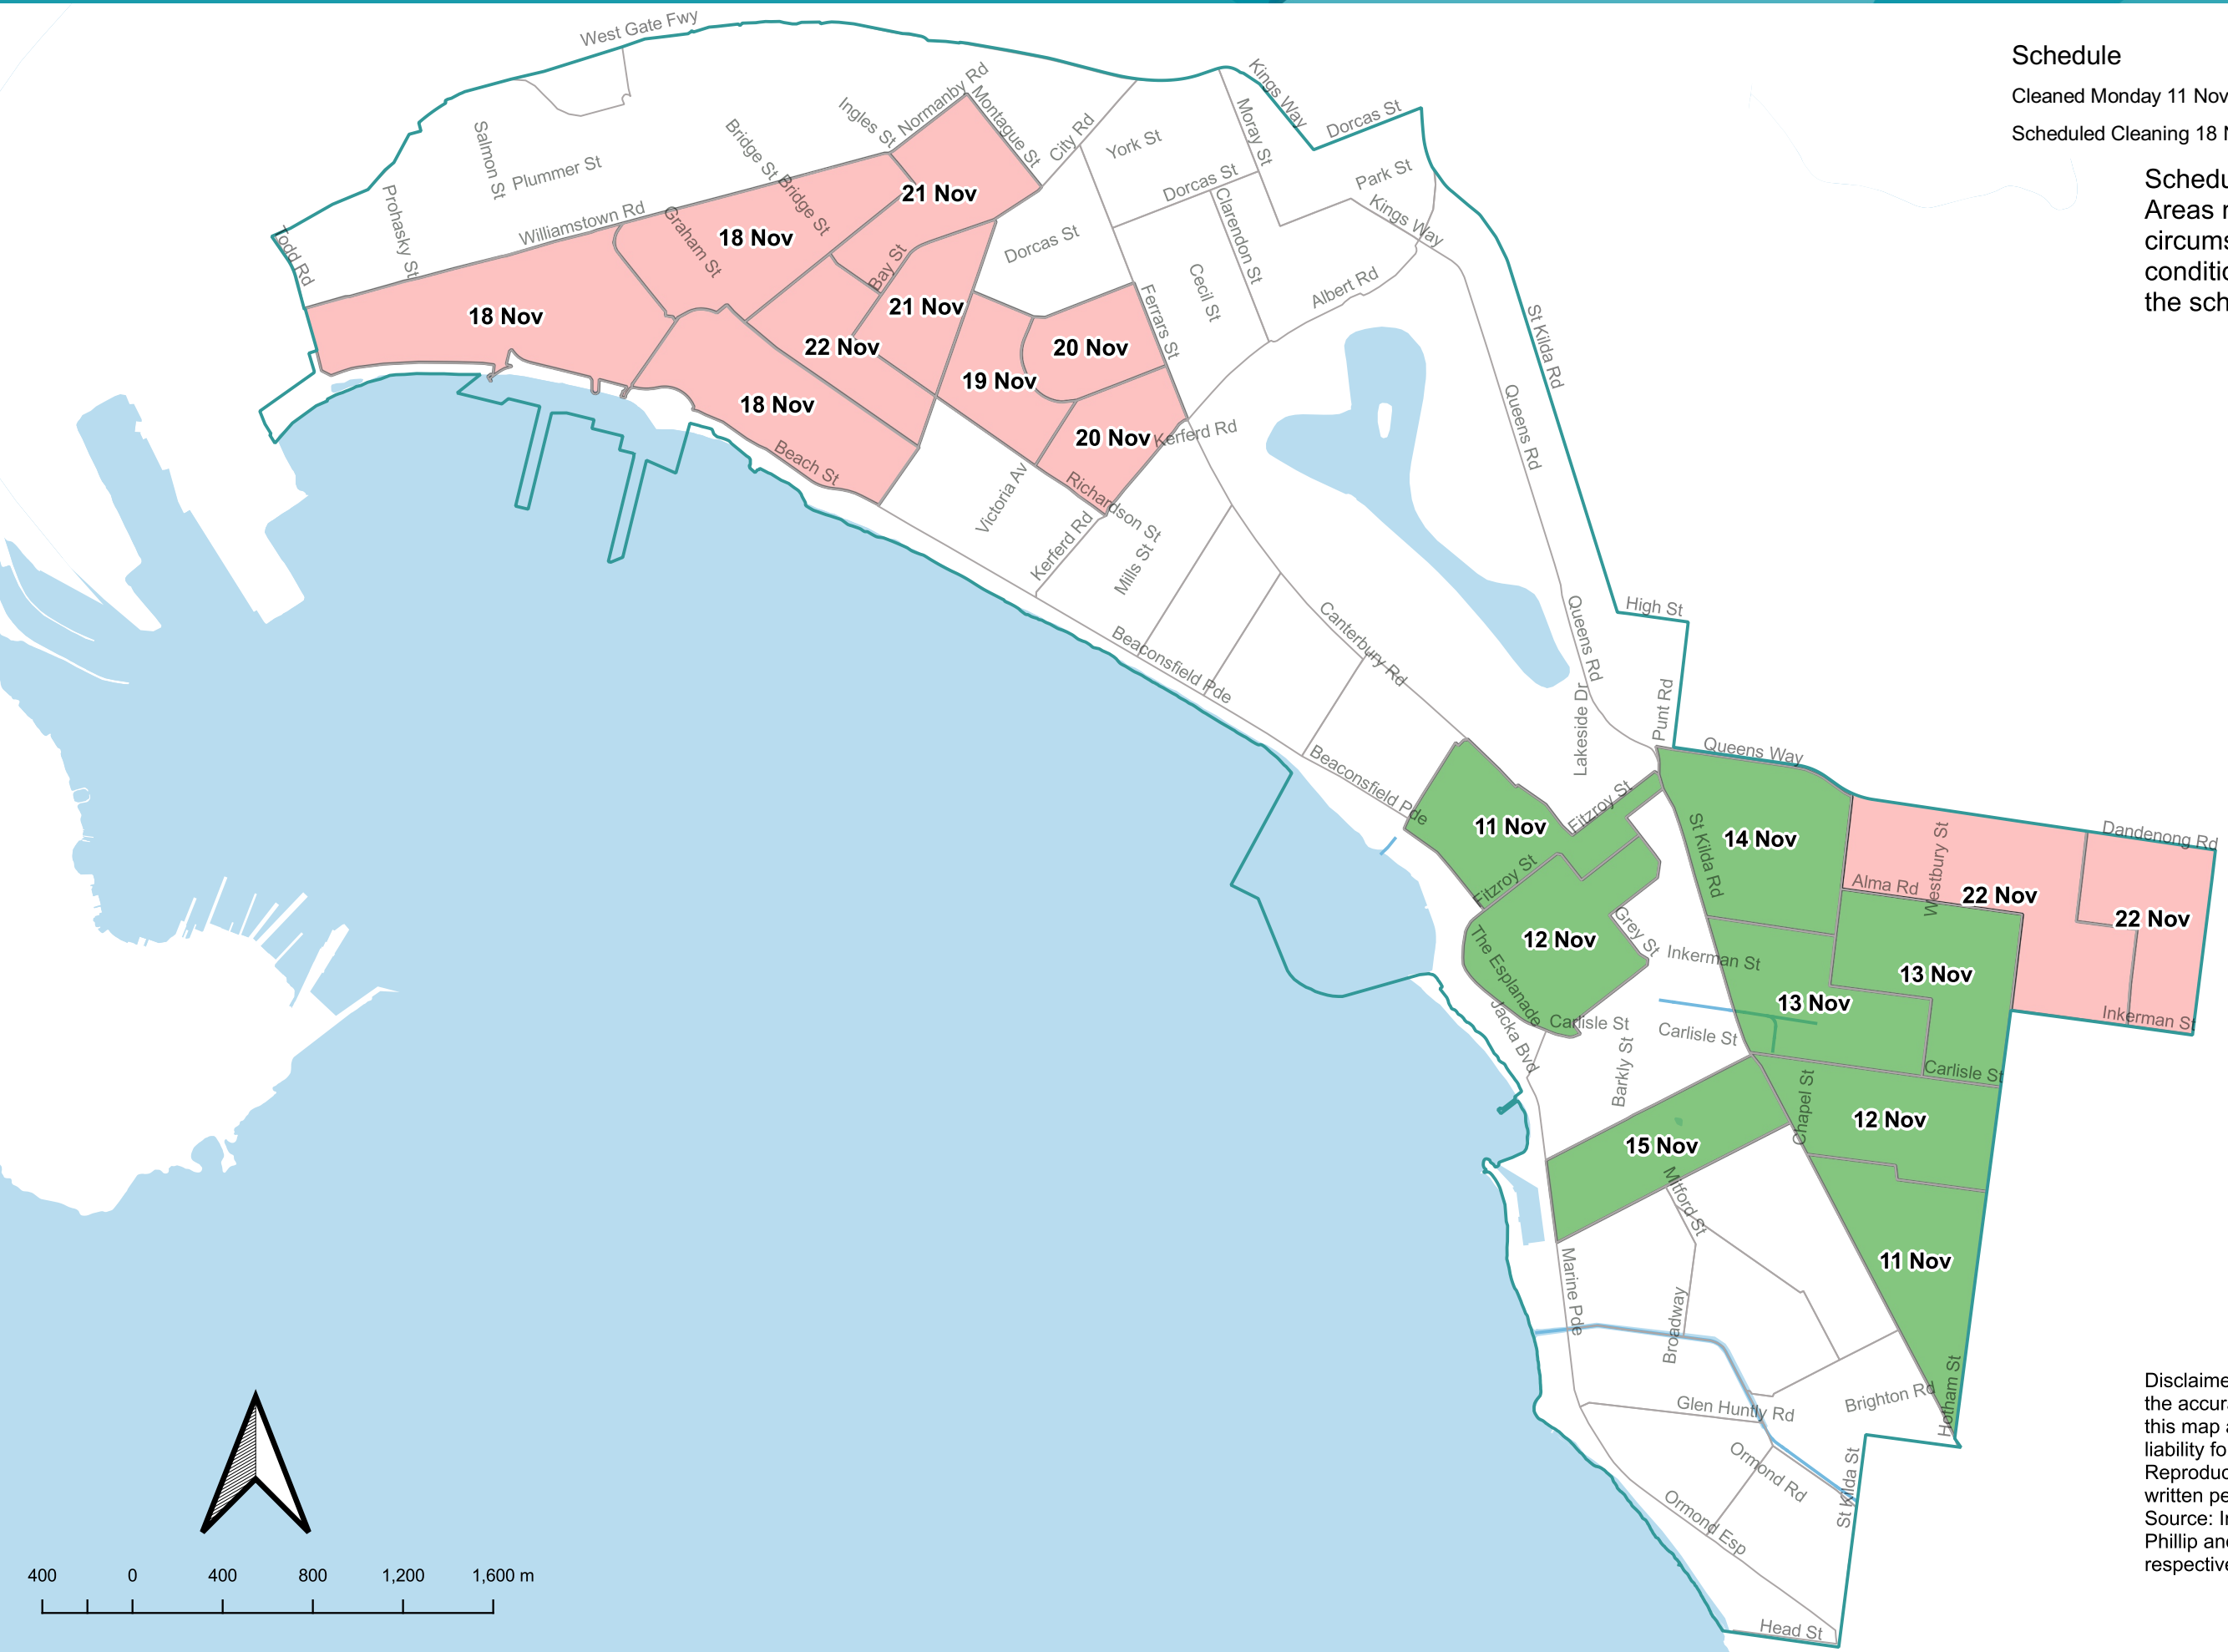 West Gate Fwy
Kings Way
Dorcas St
Normanby Rd
Montague St
Ingles St
City Rd
York St
Moray St
Park St
Salmon St
Plummer St
Bridge St
Bridge St
Dorcas St
Clarendon St
Kings Way
Prohasky St
Williamstown Rd
Graham St
21 Nov
18 Nov
Todd Rd
Bay St
Dorcas St
Cecil St
Albert Rd
18 Nov
21 Nov
Ferrars St
St Kilda Rd
22 Nov
20 Nov
19 Nov
18 Nov
Queens Rd
20 Nov
Kerferd Rd
Beach St
Victoria Av
Richardson St
Kerferd Rd
Mills St
High St
Canterbury Rd
Queens Rd
Beaconsfield Pde
Lakeside Dr
Punt Rd
Queens Way
Beaconsfield Pde
Fitzroy St
11 Nov
St Kilda Rd
14 Nov
Dandenong Rd
Westbury St
Fitzroy St
Alma Rd
22 Nov
22 Nov
12 Nov
Grey St
Inkerman St
The Esplanade
13 Nov
13 Nov
Jacka Bvd
Carlisle St
Carlisle St
Inkerman St
Barkly St
Carlisle St
Chapel St
12 Nov
15 Nov
Mitford St
11 Nov
Marine Pde
Broadway
Brighton Rd
Hotham St
Glen Huntly Rd
Ormond Rd
St Kilda St
Ormond Esp
Head St
400 0 400 800 1,200 1,600 m
Schedule
Cleaned Monday 11 Nov
Scheduled Cleaning 18
Areas
the
the
this map
liability
written
Source:
Phillip